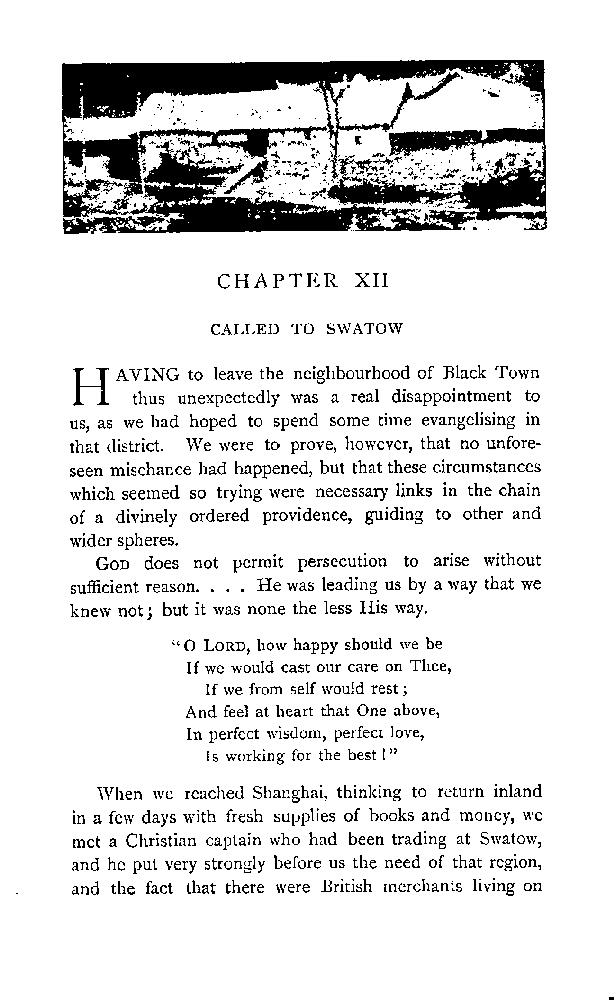 CHAPTER XII
CALLED TO SWATOW
HAVING to leave the neighbourhood of Black Town
thus unexpectedly was a real disappointment to
us, as we had hoped to spend some time evangelising in
that district. We were to prove, however, that no unfore-
seen mischance had happened, but that these circumstances
which seemed so trying were necessary links in the chain
of a divinely ordered providence, guiding to other and
wider spheres.
GOD does not permit persecution to arise without
sufficient reason. . . . He was leading us by a way that we
knew not; but it was none the less His way.
"O LORD, how happy should we be
If we would cast our care on Thee,
If we from self would rest;
And feel at heart that One above,
In perfect wisdom, perfect love,
Is working for the best!"
When we reached Shanghai, thinking to return inland
in a few days with fresh supplies of books and money, we
met a Christian captain who had been trading at Swatow,
and he put very strongly before us the need of that region,
and the fact that there were British merchants living on